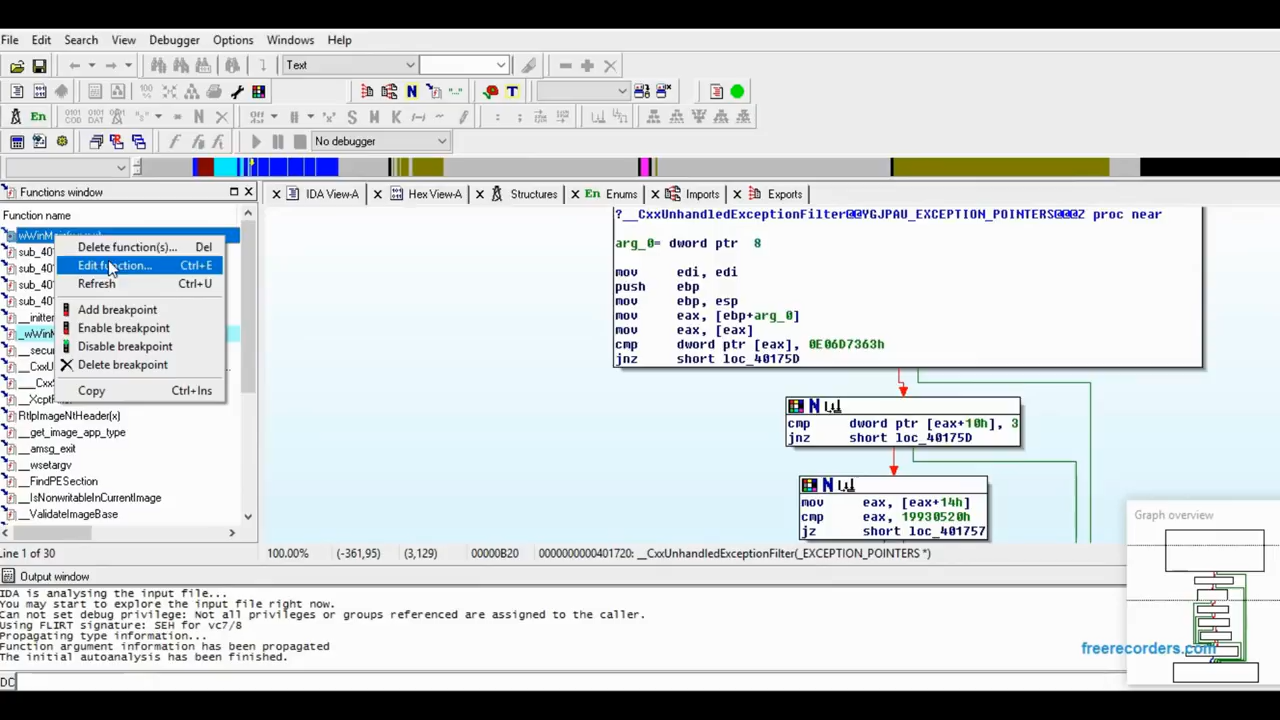 File Edit Search View Debugger Options Windows Help
Text
En
No debugger
Functions window
IDA View-A
Hex View-A
Structures
En Enums
Imports
Exports
Function name
Delete function(s)... Del
Edit function... Ctrl+E
Refresh Ctrl+U
Add breakpoint
Enable breakpoint
Disable breakpoint
Delete breakpoint
Copy Ctrl+Ins
sub_40
sub_40
sub_40
sub_40
__initter
_wWinM
__secur
__CxxU
___Cxx
__XcptFi
RtlpImageNtHeader(x)
__get_image_app_type
__amsg_exit
__wsetargv
__FindPESection
__IsNonwritableInCurrentImage
__ValidateImageBase
?__CxxUnhandledExceptionFilter@@YGJPAU_EXCEPTION_POINTERS@@@Z proc near
arg_0= dword ptr 8
mov edi, edi
push ebp
mov ebp, esp
mov eax, [ebp+arg_0]
mov eax, [eax]
cmp dword ptr [eax], 0E06D7363h
jnz short loc_40175D
cmp dword ptr [eax+10h], 3
jnz short loc_40175D
mov eax, [eax+14h]
cmp eax, 19930520h
jz short loc_401757
Graph overview
Line 1 of 30
100.00% (-361,95) (3,129) 00000B20 0000000000401720: __CxxUnhandledExceptionFilter(_EXCEPTION_POINTERS *)
Output window
IDA is analysing the input file...
You may start to explore the input file right now.
Can not set debug privilege: Not all privileges or groups referenced are assigned to the caller.
Using FLIRT signature: SEH for vc7/8
Propagating type information...
Function argument information has been propagated
The initial autoanalysis has been finished.
freerecorders.com